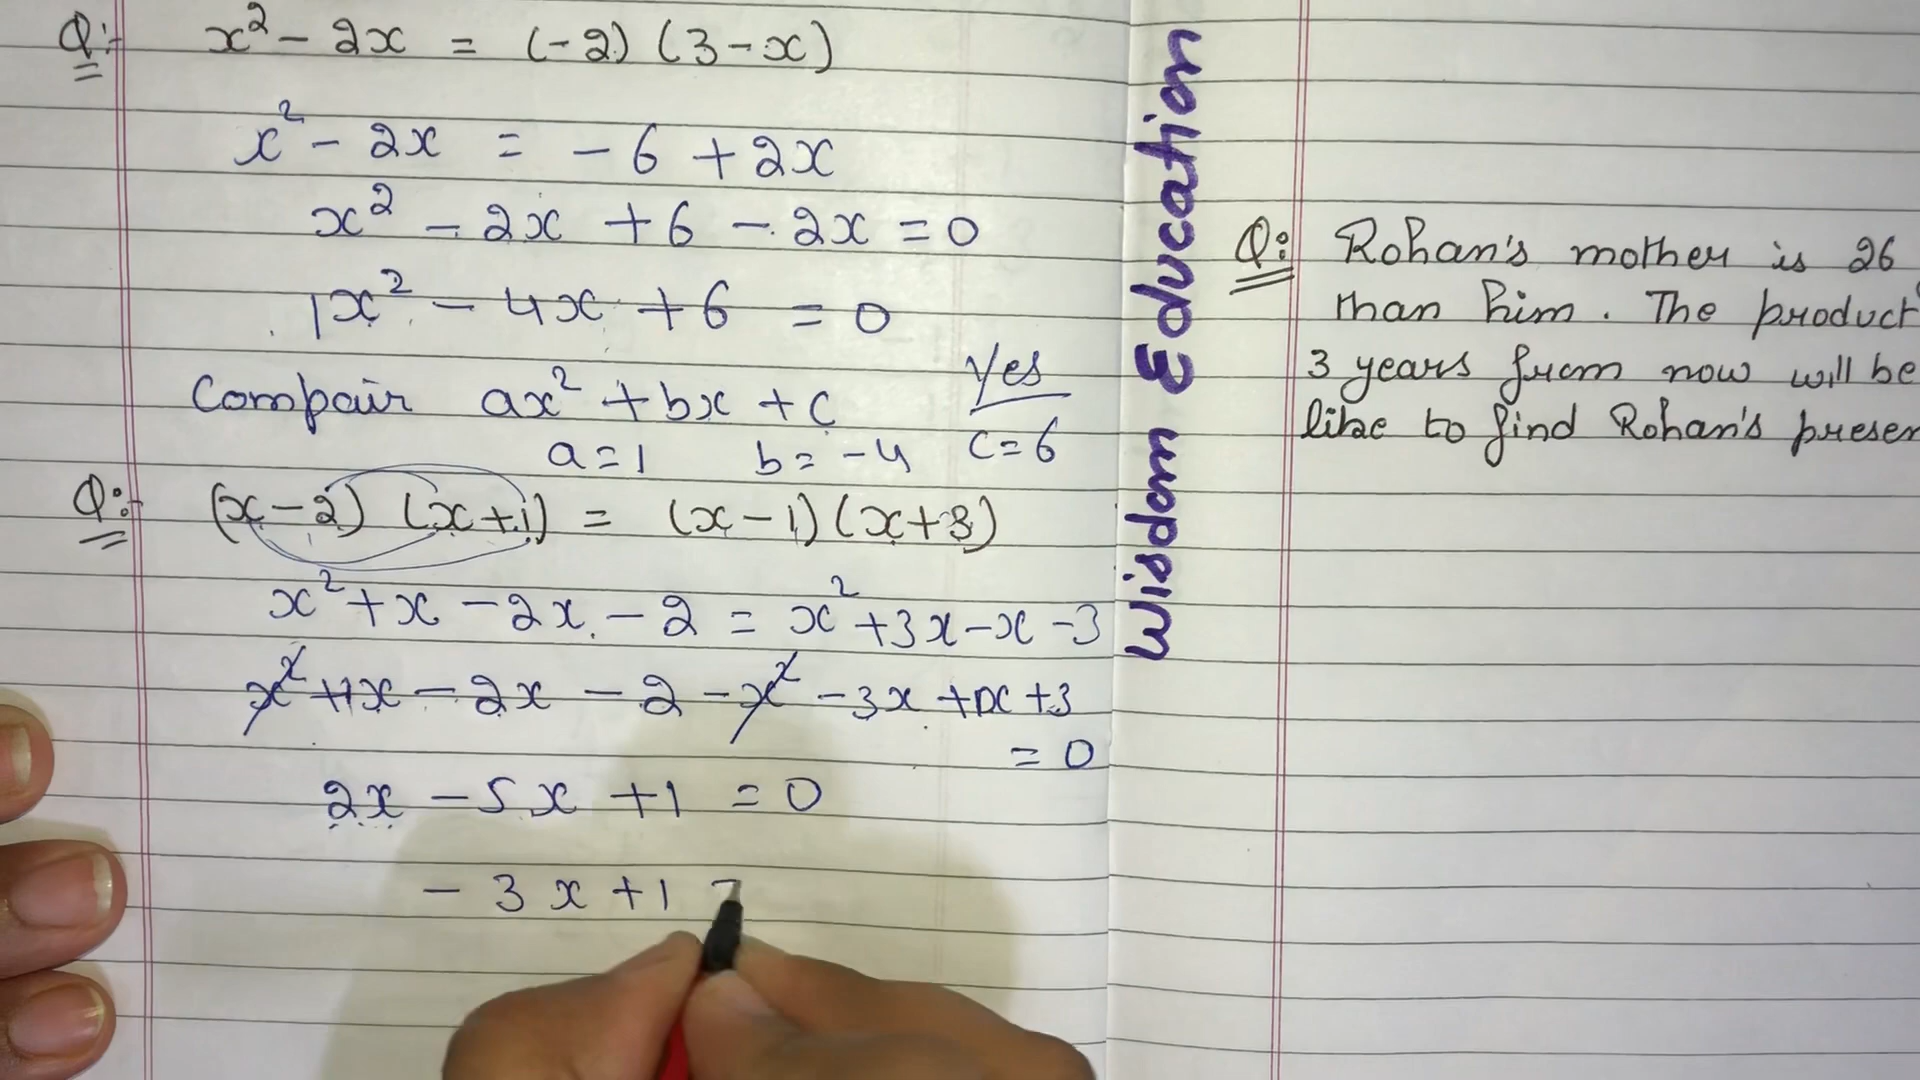 Q:- x² - 2x = (-2) (3-x)
x² - 2x = - 6 + 2x
x² - 2x + 6 - 2x = 0
1x² - 4x + 6 = 0
Compair ax² + bx + c Yes
a=1 b=-4 c=6
Q:- (x-2) (x+1) = (x-1) (x+3)
x² + x - 2x - 2 = x² + 3x - x - 3
x² + 1x - 2x - 2 - x² - 3x + 1x + 3
= 0
2x - 5x + 1 = 0
- 3x + 1
Wisdom Education
Q: Rohan's mother is 26
than him. The product
3 years from now will be
like to find Rohan's presen